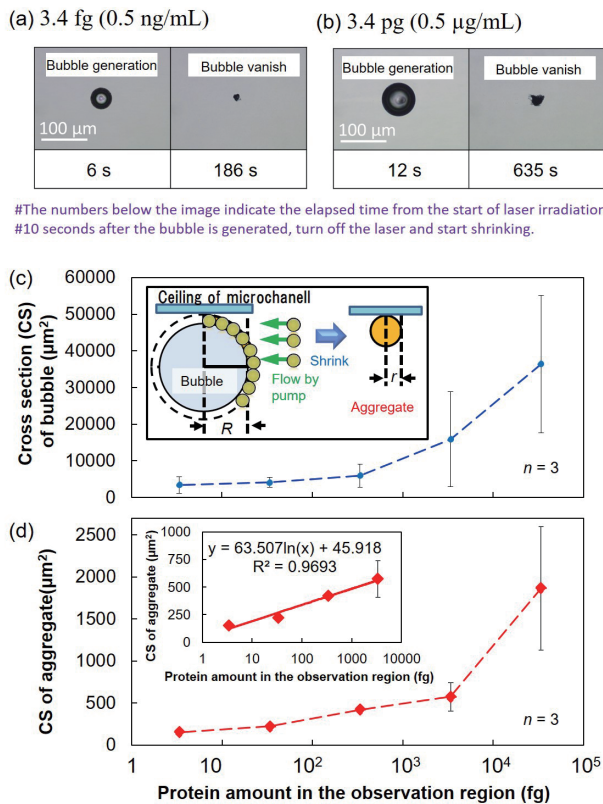 (a) 3.4 fg (0.5 ng/mL)
Bubble generation
Bubble vanish
100 µm
6 s
186 s
(b) 3.4 pg (0.5 µg/mL)
Bubble generation
Bubble vanish
100 µm
12 s
635 s
#The numbers below the image indicate the elapsed time from the start of laser irradiation
#10 seconds after the bubble is generated, turn off the laser and start shrinking.
(c)
Cross section (CS)
of bubble (µm²)
60000
50000
40000
30000
20000
10000
0
Ceiling of microchanell
Bubble
R
Flow by
pump
Shrink
r
Aggregate
n = 3
(d)
CS of aggregate(µm²)
2500
2000
1500
1000
500
0
CS of aggregate (µm²)
1000
750
500
250
0
y = 63.507ln(x) + 45.918
R² = 0.9693
1 10 100 1000 10000
Protein amount in the observation region (fg)
n = 3
1 10 10² 10³ 10⁴ 10⁵
Protein amount in the observation region (fg)